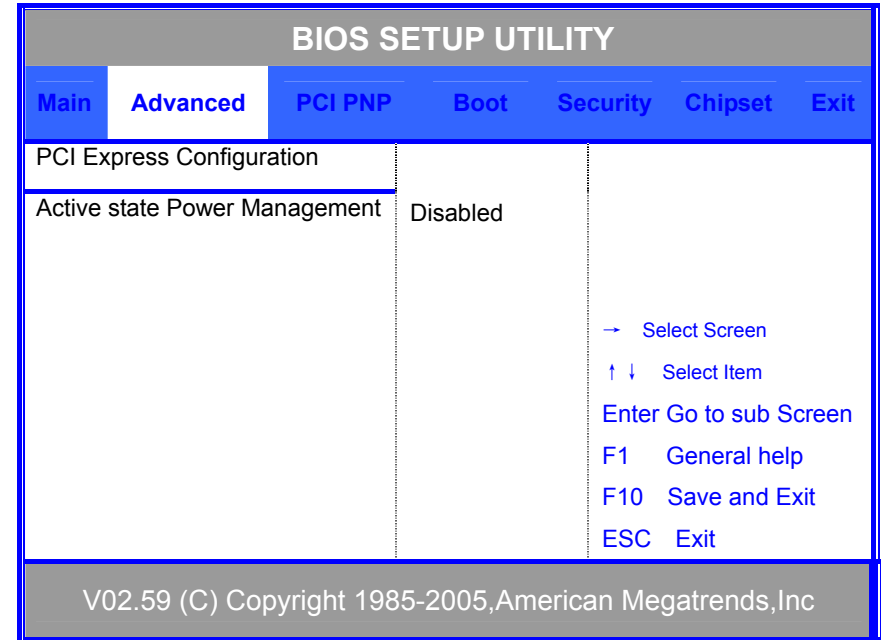 BIOS SETUP UTILITY
Main Advanced PCI PNP Boot Security Chipset Exit
PCI Express Configuration
Active state Power Management Disabled
→ Select Screen
↑↓ Select Item
Enter Go to sub Screen
F1 General help
F10 Save and Exit
ESC Exit
V02.59 (C) Copyright 1985-2005,American Megatrends,Inc